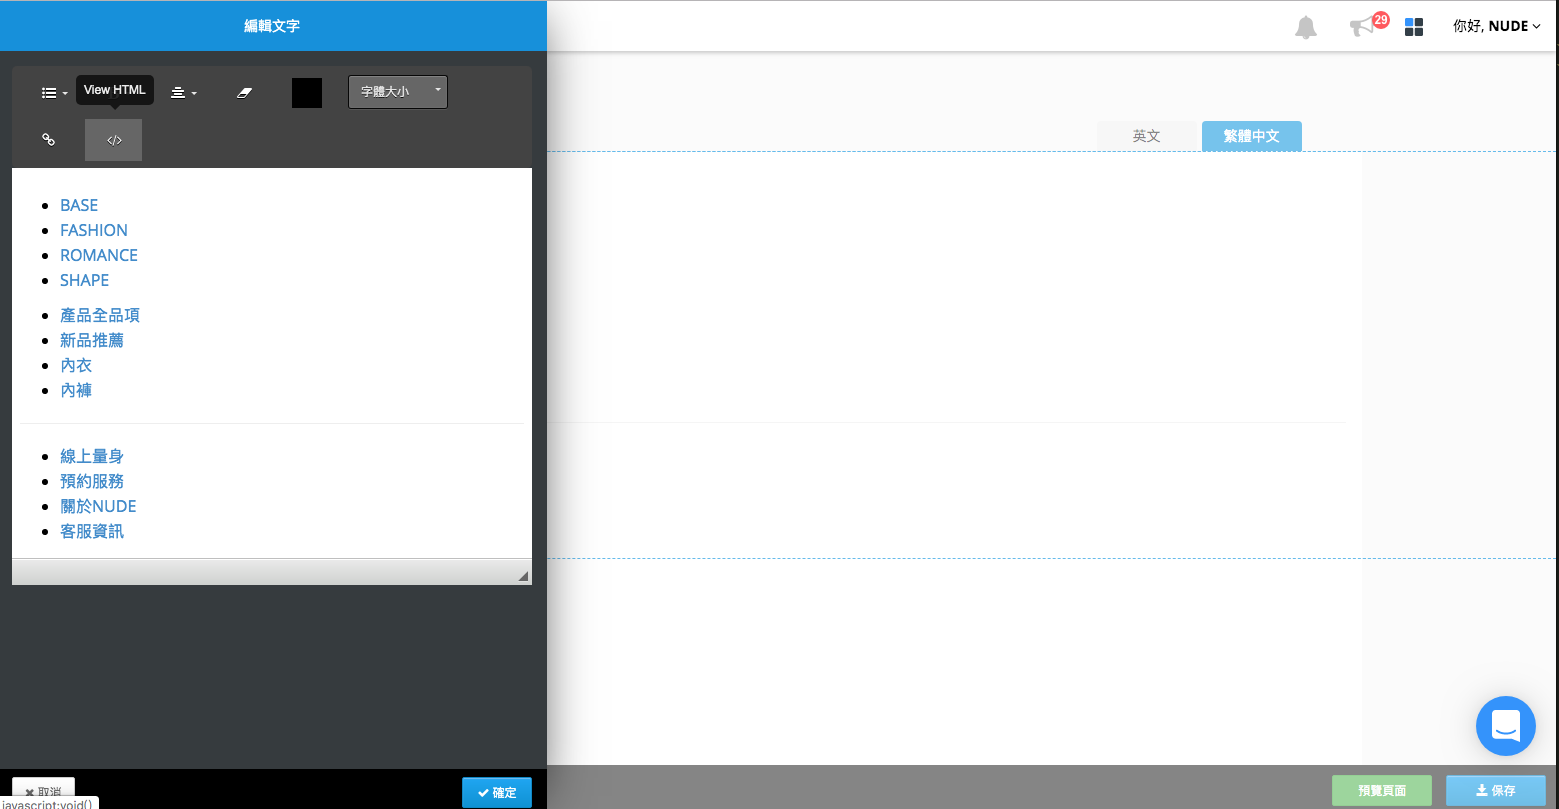 編輯文字
29
你好, NUDE
View HTML
字體大小
</>
英文
繁體中文
BASE
FASHION
ROMANCE
SHAPE
產品全品項
新品推薦
內衣
內褲
線上量身
預約服務
關於NUDE
客服資訊
取消
確定
預覽頁面
保存
javascript:void()